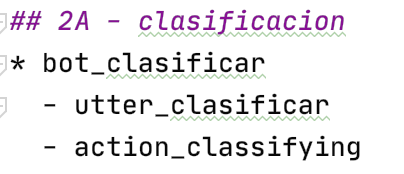 ## 2A - clasificacion
* bot_clasificar
  - utter_clasificar
  - action_classifying